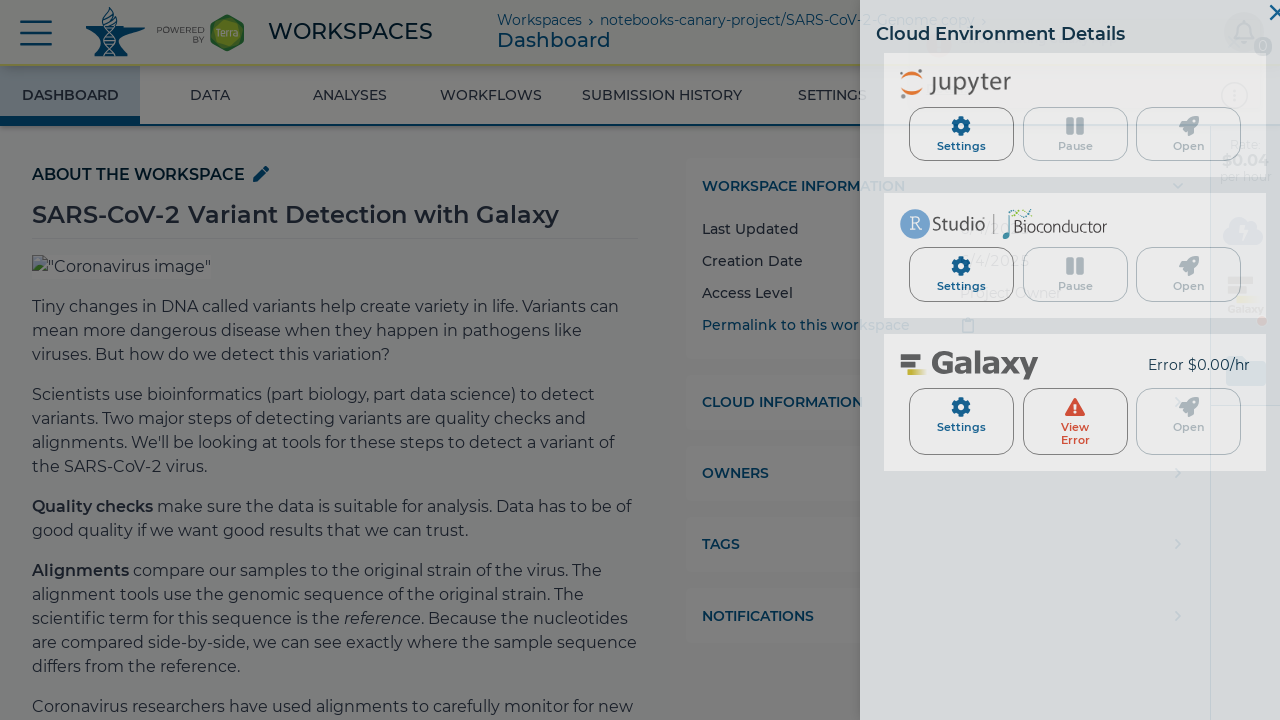 POWERED
BY
Terra
WORKSPACES
Workspaces › notebooks-canary-project/SARS-CoV-2-Genome copy ›
Dashboard
0
DASHBOARD
DATA
ANALYSES
WORKFLOWS
SUBMISSION HISTORY
SETTINGS
ABOUT THE WORKSPACE
SARS-CoV-2 Variant Detection with Galaxy
"Coronavirus image"
Tiny changes in DNA called variants help create variety in life. Variants can
mean more dangerous disease when they happen in pathogens like
viruses. But how do we detect this variation?
Scientists use bioinformatics (part biology, part data science) to detect
variants. Two major steps of detecting variants are quality checks and
alignments. We'll be looking at tools for these steps to detect a variant of
the SARS-CoV-2 virus.
Quality checks make sure the data is suitable for analysis. Data has to be of
good quality if we want good results that we can trust.
Alignments compare our samples to the original strain of the virus. The
alignment tools use the genomic sequence of the original strain. The
scientific term for this sequence is the reference. Because the nucleotides
are compared side-by-side, we can see exactly where the sample sequence
differs from the reference.
Coronavirus researchers have used alignments to carefully monitor for new
WORKSPACE INFORMATION
Last Updated
Creation Date
/4/2023
Access Level
Project Owner
Permalink to this workspace
CLOUD INFORMATION
OWNERS
TAGS
NOTIFICATIONS
Rate:
$0.04
per hour
Galaxy
Cloud Environment Details
jupyter
Settings
Pause
Open
R Studio | Bioconductor
Settings
Pause
Open
Galaxy
Error $0.00/hr
Settings
View
Error
Open